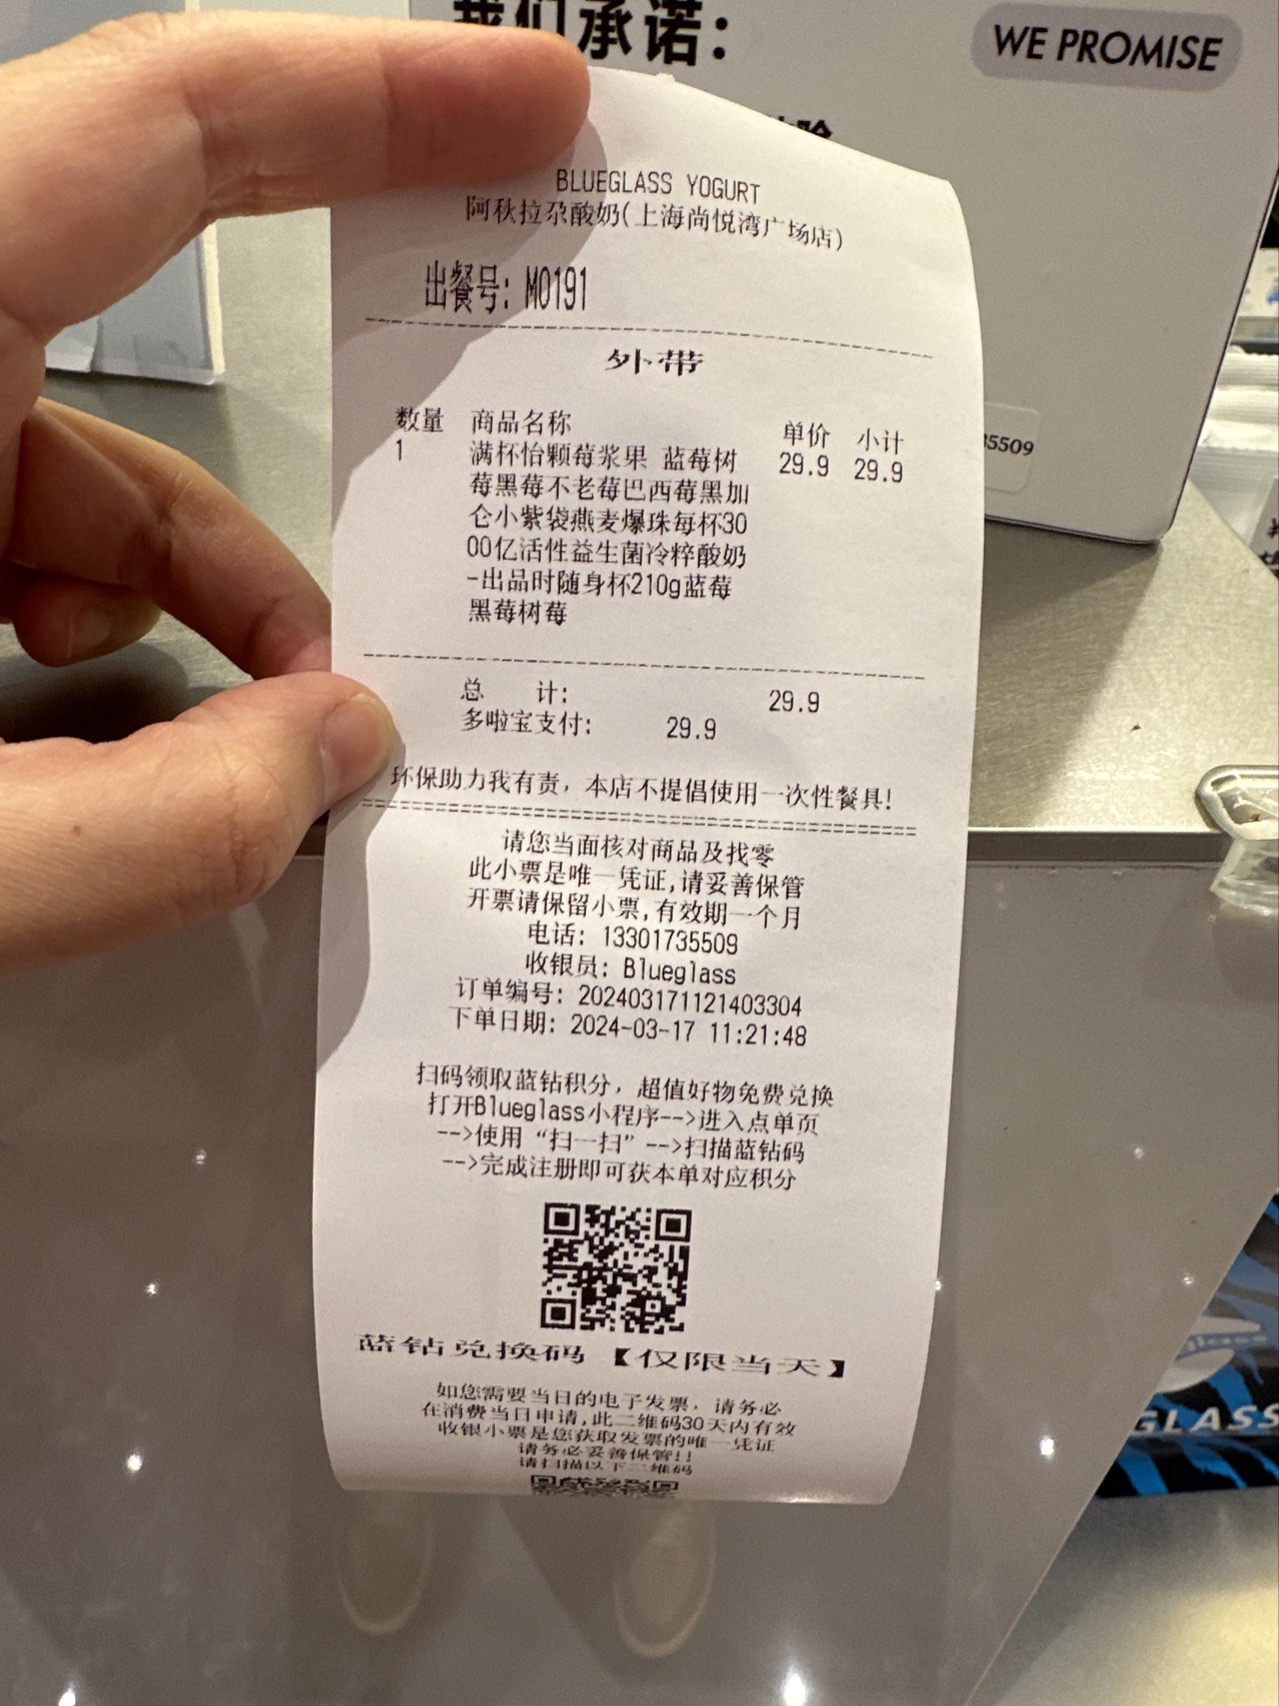 我们承诺:
WE PROMISE
BLUEGLASS YOGURT
阿秋拉尕酸奶(上海尚悦湾广场店)
出餐号: M0191
外带
数量 商品名称 单价 小计
1 满杯怡颗莓浆果 蓝莓树 29.9 29.9
莓黑莓不老莓巴西莓黑加
仑小紫袋燕麦爆珠每杯30
00亿活性益生菌冷粹酸奶
-出品时随身杯210g蓝莓
黑莓树莓
总 计: 29.9
多啦宝支付: 29.9
环保助力我有责，本店不提倡使用一次性餐具!
请您当面核对商品及找零
此小票是唯一凭证,请妥善保管
开票请保留小票,有效期一个月
电话: 13301735509
收银员: Blueglass
订单编号: 202403171121403304
下单日期: 2024-03-17 11:21:48
扫码领取蓝钻积分，超值好物免费兑换
打开Blueglass小程序-->进入点单页
-->使用“扫一扫”-->扫描蓝钻码
-->完成注册即可获本单对应积分
蓝钻兑换码【仅限当天】
如您需要当日的电子发票，请务必
在消费当日申请,此二维码30天内有效
收银小票是您获取发票的唯一凭证
请务必妥善保管!!
请扫描以下二维码
35509
GLASS